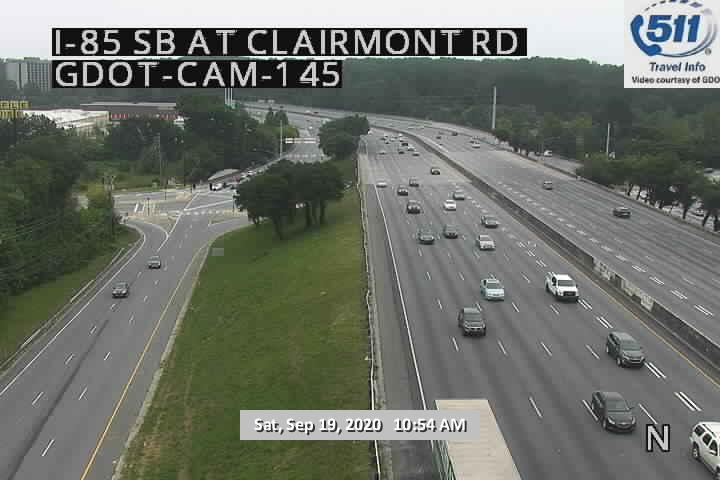 I-85 SB AT CLAIRMONT RD
GDOT-CAM-145
511
Travel Info
Video courtesy of GDO
Sat, Sep 19, 2020 10:54 AM
N